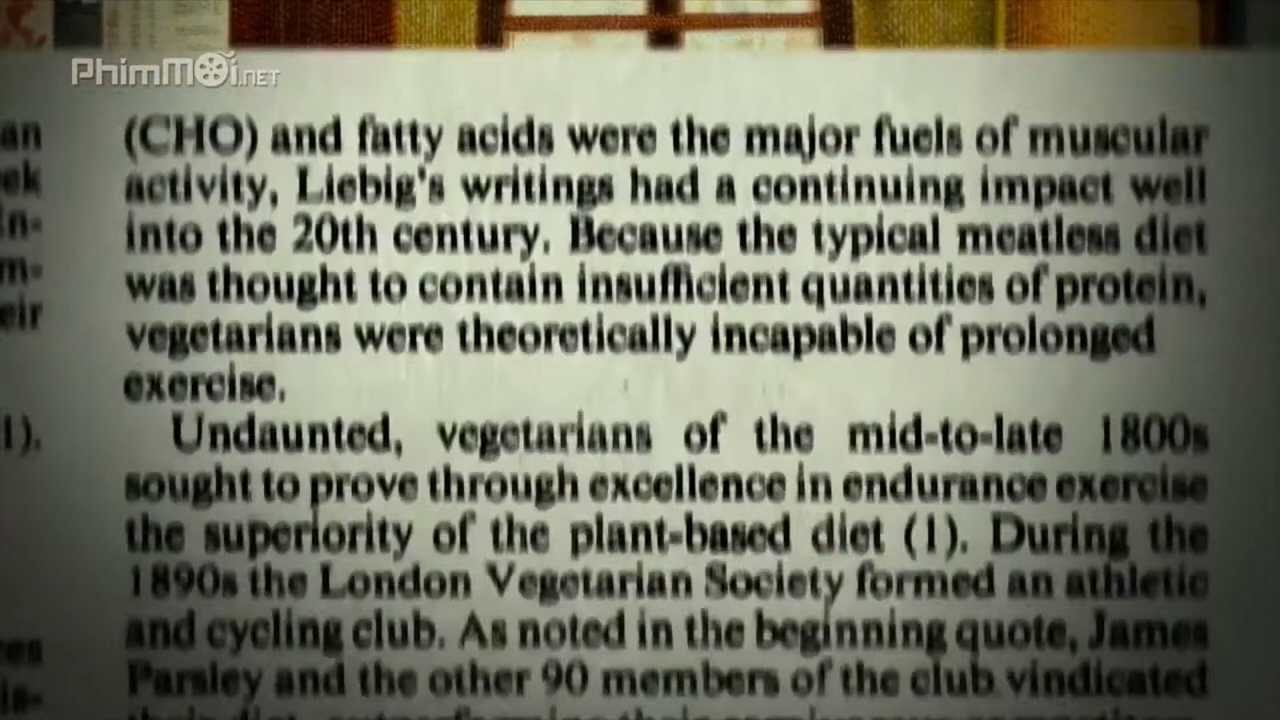 PhimMoi.NET
an
ek
in-
m-
eir
1).
(CHO) and fatty acids were the major fuels of muscular
activity, Liebig's writings had a continuing impact well
into the 20th century. Because the typical meatless diet
was thought to contain insufficient quantities of protein,
vegetarians were theoretically incapable of prolonged
exercise.
Undaunted, vegetarians of the mid-to-late 1800s
sought to prove through excellence in endurance exercise
the superiority of the plant-based diet (1). During the
1890s the London Vegetarian Society formed an athletic
and cycling club. As noted in the beginning quote, James
Parsley and the other 90 members of the club vindicated